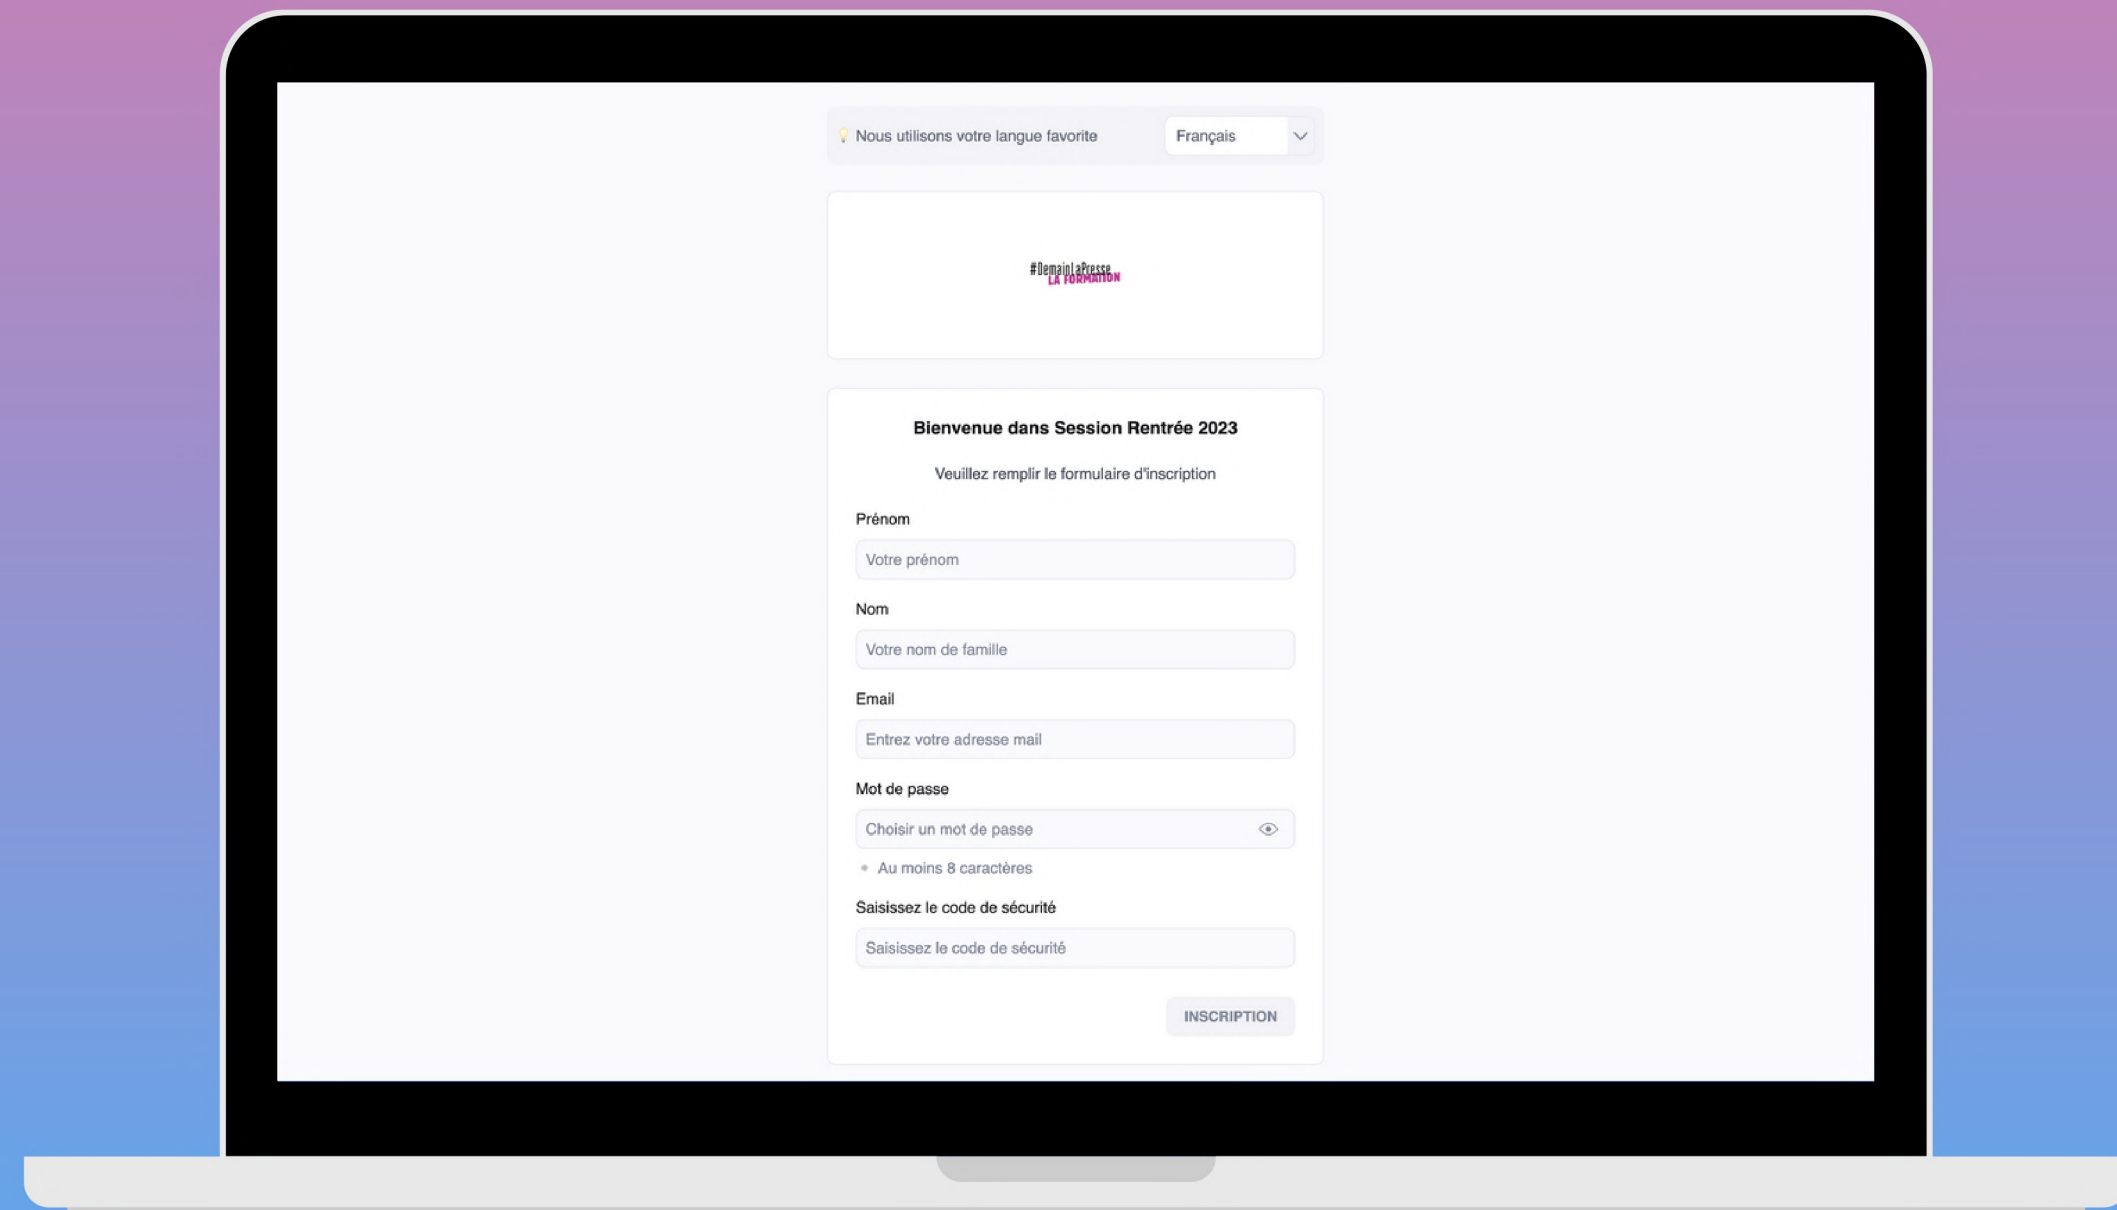 Nous utilisons votre langue favorite
Français
#DemainLaPresse
LA FORMATION
Bienvenue dans Session Rentrée 2023
Veuillez remplir le formulaire d'inscription
Prénom
Votre prénom
Nom
Votre nom de famille
Email
Entrez votre adresse mail
Mot de passe
Choisir un mot de passe
Au moins 8 caractères
Saisissez le code de sécurité
Saisissez le code de sécurité
INSCRIPTION